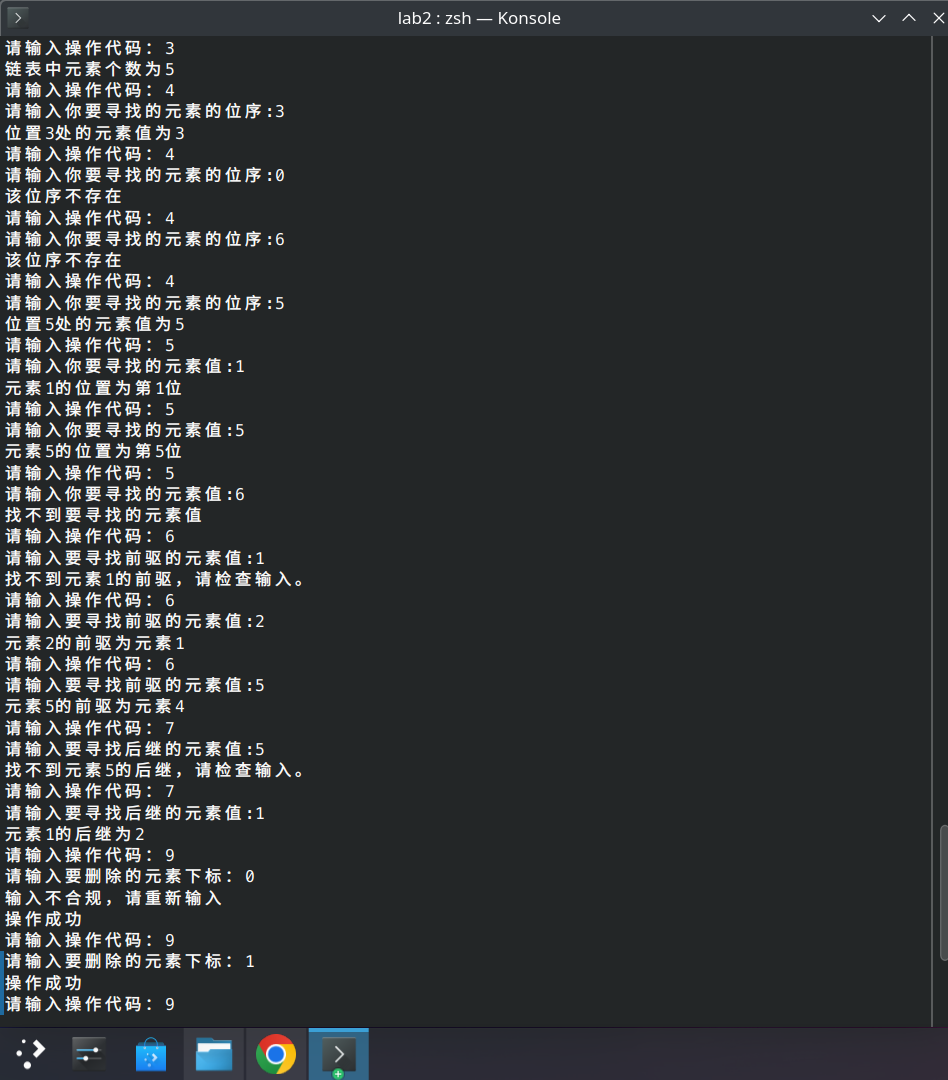 lab2 : zsh — Konsole
请输入操作代码：3
链表中元素个数为5
请输入操作代码：4
请输入你要寻找的元素的位序:3
位置3处的元素值为3
请输入操作代码：4
请输入你要寻找的元素的位序:0
该位序不存在
请输入操作代码：4
请输入你要寻找的元素的位序:6
该位序不存在
请输入操作代码：4
请输入你要寻找的元素的位序:5
位置5处的元素值为5
请输入操作代码：5
请输入你要寻找的元素值:1
元素1的位置为第1位
请输入操作代码：5
请输入你要寻找的元素值:5
元素5的位置为第5位
请输入操作代码：5
请输入你要寻找的元素值:6
找不到要寻找的元素值
请输入操作代码：6
请输入要寻找前驱的元素值:1
找不到元素1的前驱，请检查输入。
请输入操作代码：6
请输入要寻找前驱的元素值:2
元素2的前驱为元素1
请输入操作代码：6
请输入要寻找前驱的元素值:5
元素5的前驱为元素4
请输入操作代码：7
请输入要寻找后继的元素值:5
找不到元素5的后继，请检查输入。
请输入操作代码：7
请输入要寻找后继的元素值:1
元素1的后继为2
请输入操作代码：9
请输入要删除的元素下标：0
输入不合规，请重新输入
操作成功
请输入操作代码：9
请输入要删除的元素下标：1
操作成功
请输入操作代码：9